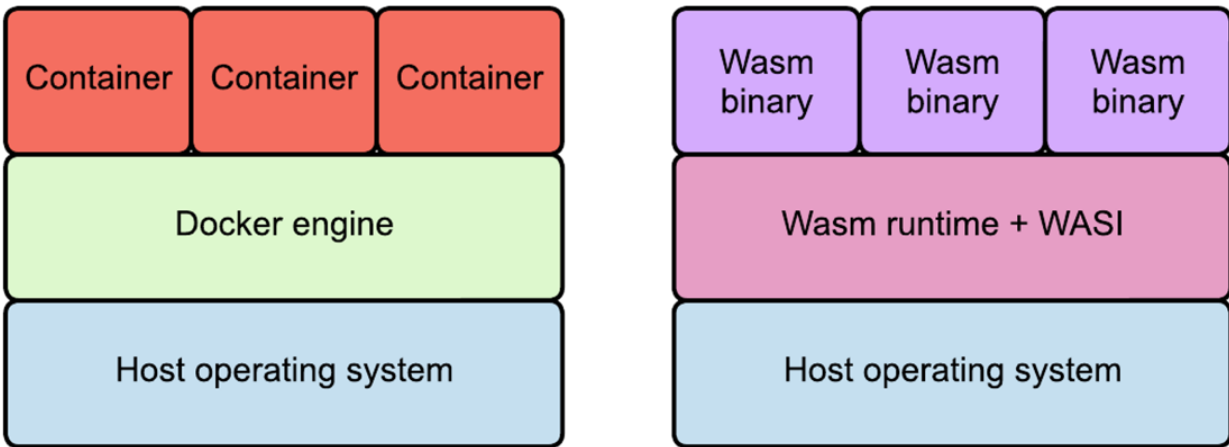 Container Container Container
Docker engine
Host operating system
Wasm binary
Wasm binary
Wasm binary
Wasm runtime + WASI
Host operating system